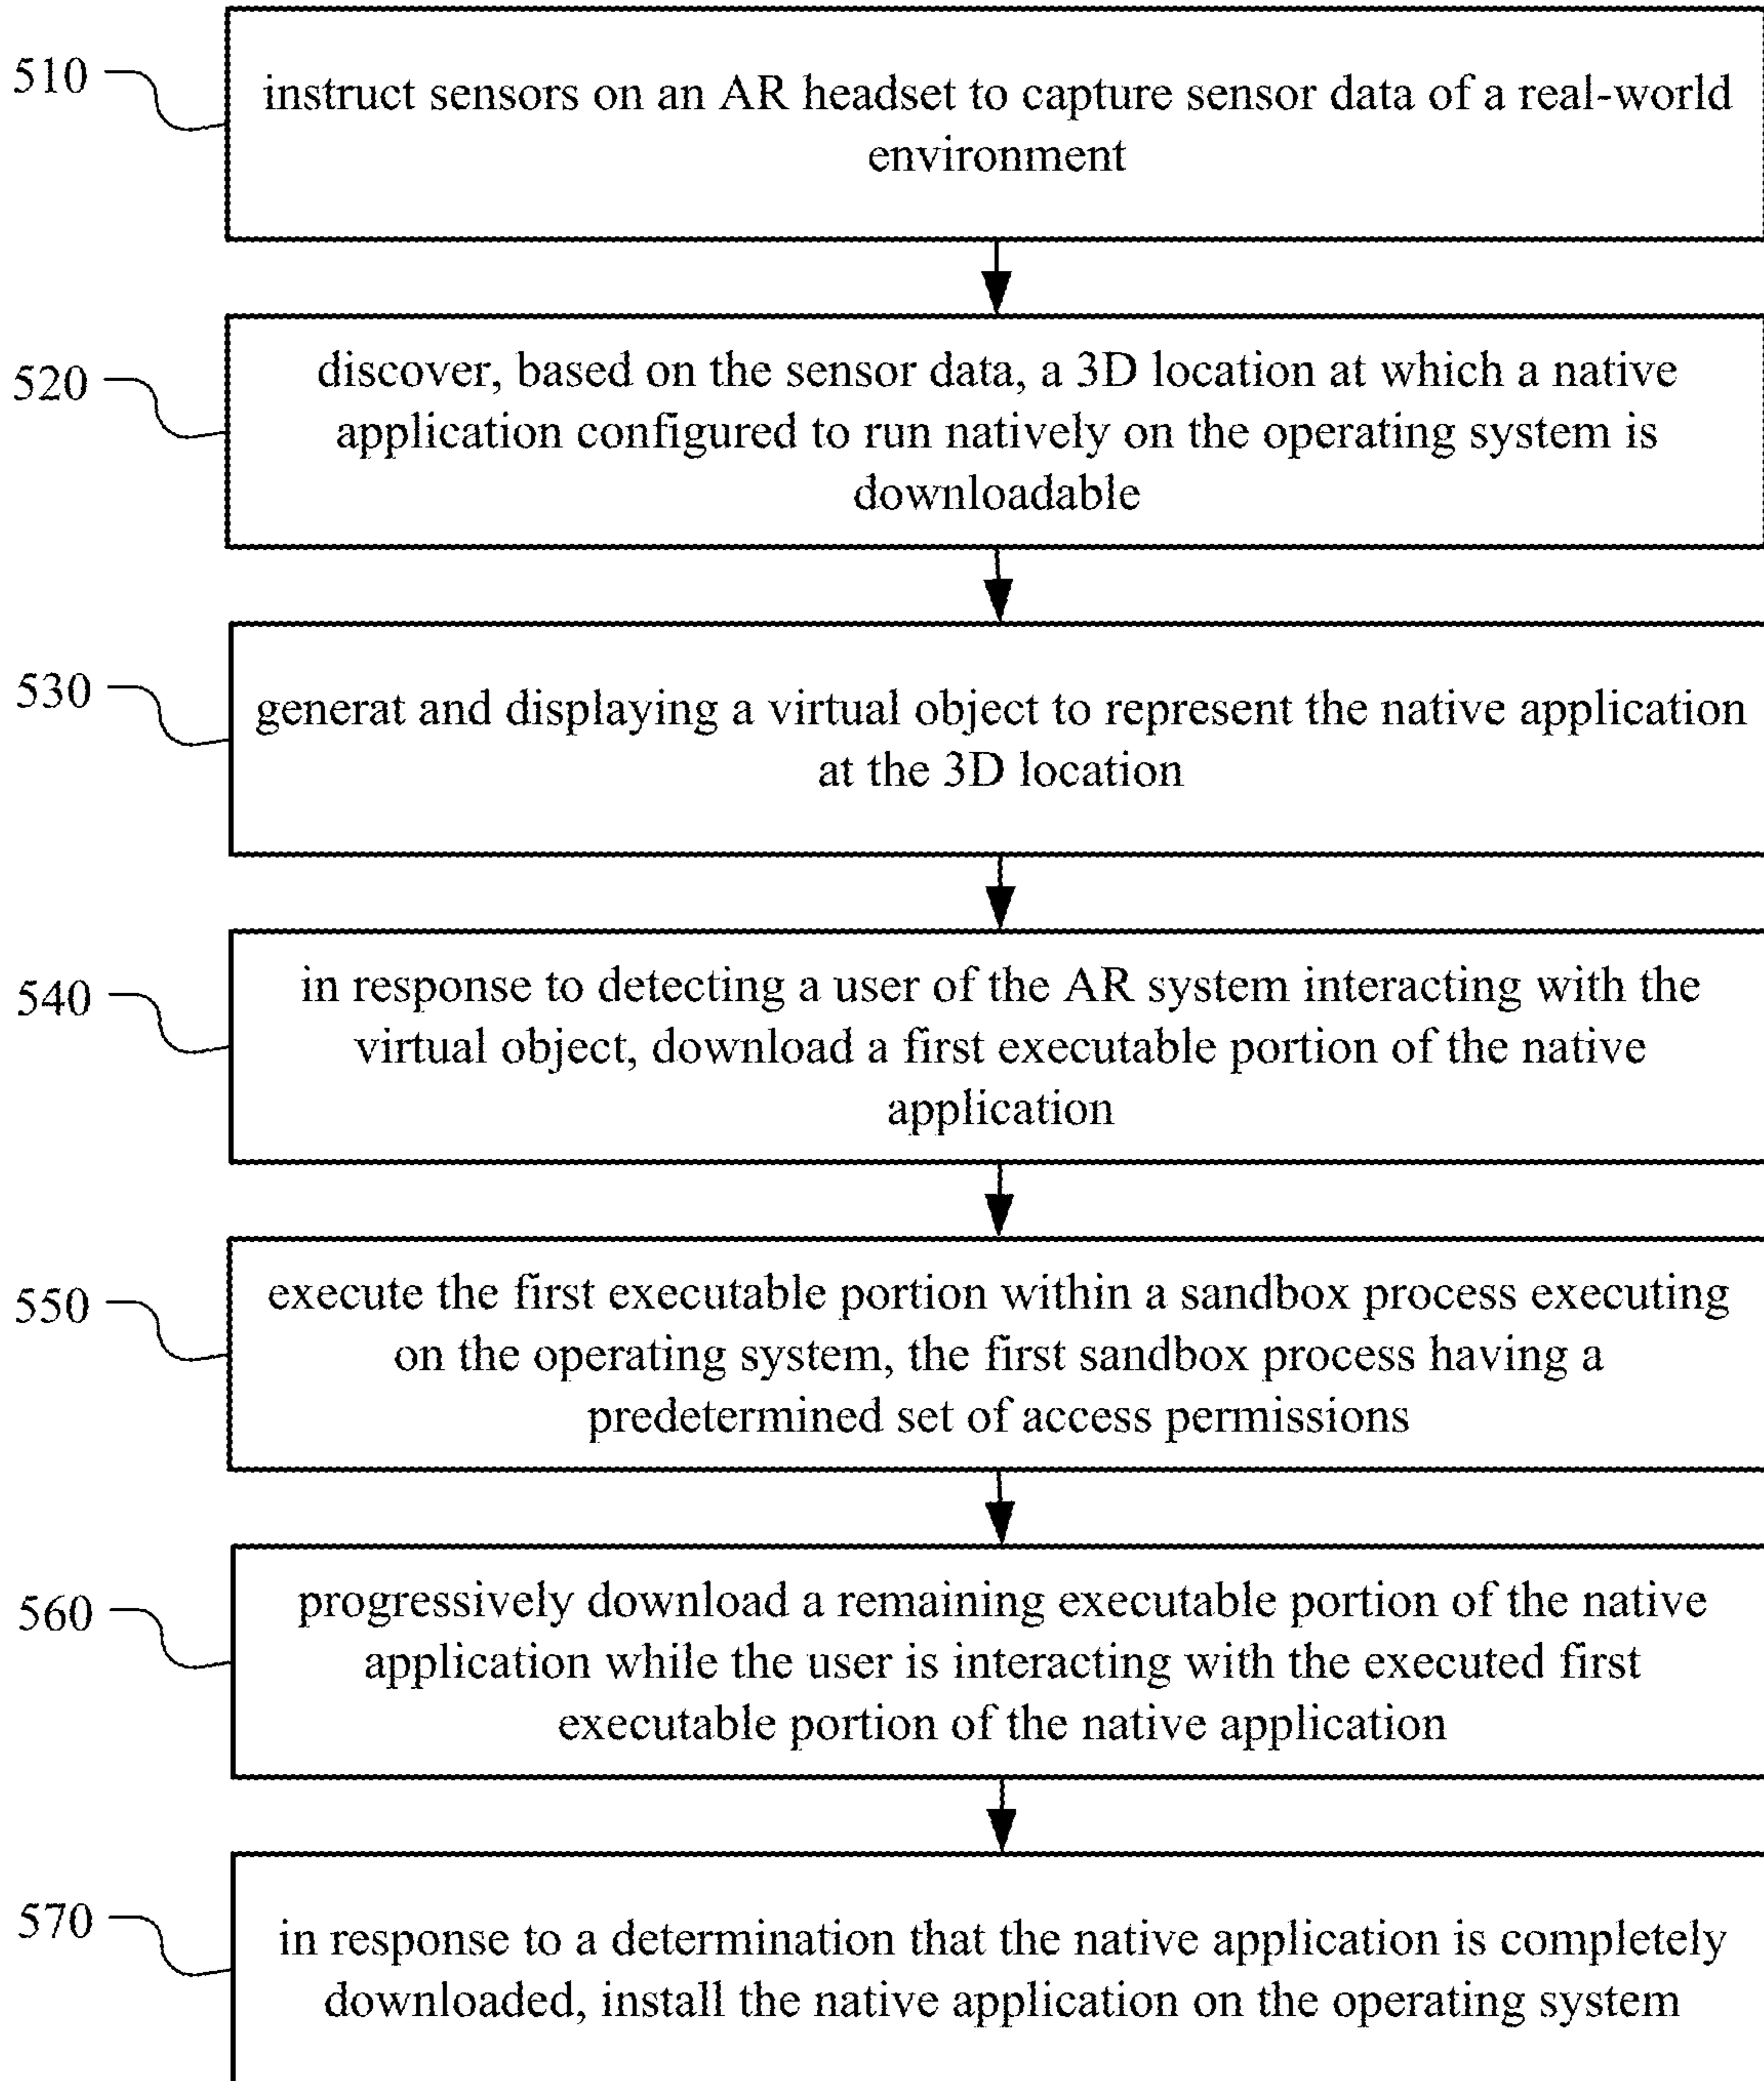 510
instruct sensors on an AR headset to capture sensor data of a real-world
environment
520
discover, based on the sensor data, a 3D location at which a native
application configured to run natively on the operating system is
downloadable
530
generat and displaying a virtual object to represent the native application
at the 3D location
540
in response to detecting a user of the AR system interacting with the
virtual object, download a first executable portion of the native
application
550
execute the first executable portion within a sandbox process executing
on the operating system, the first sandbox process having a
predetermined set of access permissions
560
progressively download a remaining executable portion of the native
application while the user is interacting with the executed first
executable portion of the native application
570
in response to a determination that the native application is completely
downloaded, install the native application on the operating system